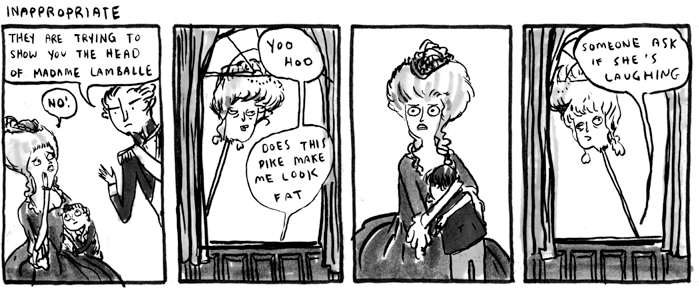 INAPPROPRIATE
THEY ARE TRYING TO
SHOW YOU THE HEAD
OF MADAME LAMBALLE
NO!
YOO
HOO
DOES THIS
PIKE MAKE
ME LOOK
FAT
SOMEONE ASK
IF SHE'S
LAUGHING